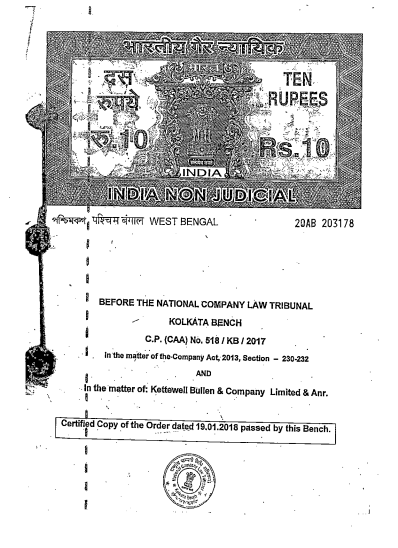 भारतीय गैर न्यायिक
दस
रुपये
रु.10
भारत
INDIA
TEN
RUPEES
Rs.10
INDIA NON JUDICIAL
পশ্চিমবঙ্গ पश्चिम बंगाल WEST BENGAL
20AB 203178
BEFORE THE NATIONAL COMPANY LAW TRIBUNAL
KOLKATA BENCH
C.P. (CAA) No. 518 / KB / 2017
in the matter of the Company Act, 2013, Section – 230-232
AND
In the matter of: Kettewell Bullen & Company Limited & Anr.
Certified Copy of the Order dated 19.01.2018 passed by this Bench.